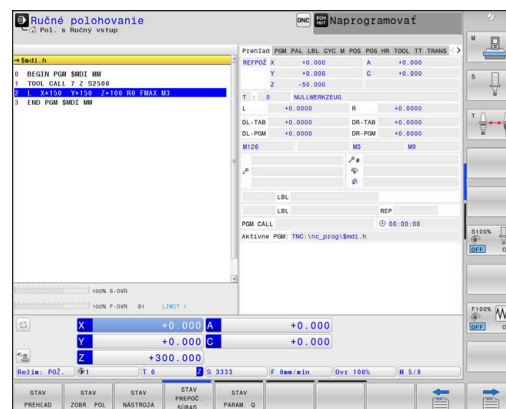 Ručné polohovanie
Pol. s Ručný vstup
DNC
Naprogramovať
→$mdi.h
0 BEGIN PGM $MDI MM
1 TOOL CALL 7 Z S2500
2 L X+150 Y+150 Z+100 R0 FMAX M3
3 END PGM $MDI MM
Prehľad PGM PAL LBL CYC M POS POS HR TOOL TT TRANS
REFPOŽ X +0.000 A +0.000
Y +0.000 C +0.000
Z -50.000
T : 0 NULLWERKZEUG
L +0.0000 R +0.0000
DL-TAB +0.0000 DR-TAB +0.0000
DL-PGM +0.0000 DR-PGM +0.0000
M126 M5 M9
LBL
LBL REP
PGM CALL 00:00:00
Aktívne PGM: TNC:\nc_prog\$mdi.h
100% S-OVR
100% F-OVR S1 LIMIT 1
X +0.000 A +0.000
Y +0.000 C +0.000
Z +300.000
Režim: POŽ. 1 T 0 Z S 3333 F 0mm/min Ovr 100% M 5/9
STAV PREHĽAD
STAV ZOBR. POL
STAV NÁSTROJA
STAV PREPOČ. SÚRAD.
STAV PARAM. Q
M
S
T
S100%
OFF
F100%
OFF